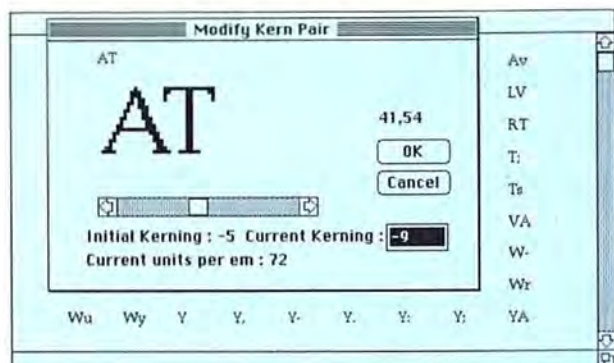 Modify Kern Pair
AT
AT
41,54
OK
Cancel
Initial Kerning : -5 Current Kerning : -9
Current units per em : 72
Av
LV
RT
T;
Ts
VA
W-
Wr
Wu Wy Y Y, Y- Y. Y: Y; YA